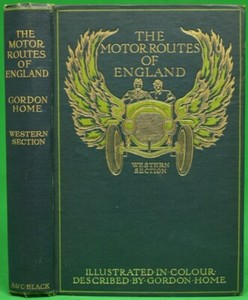 THE
MOTOR
ROUTES
OF
ENGLAND
GORDON
HOME
WESTERN
SECTION
A&C BLACK
THE
MOTOR ROUTES
OF
ENGLAND
WESTERN
SECTION
ILLUSTRATED IN COLOUR
DESCRIBED BY GORDON HOME